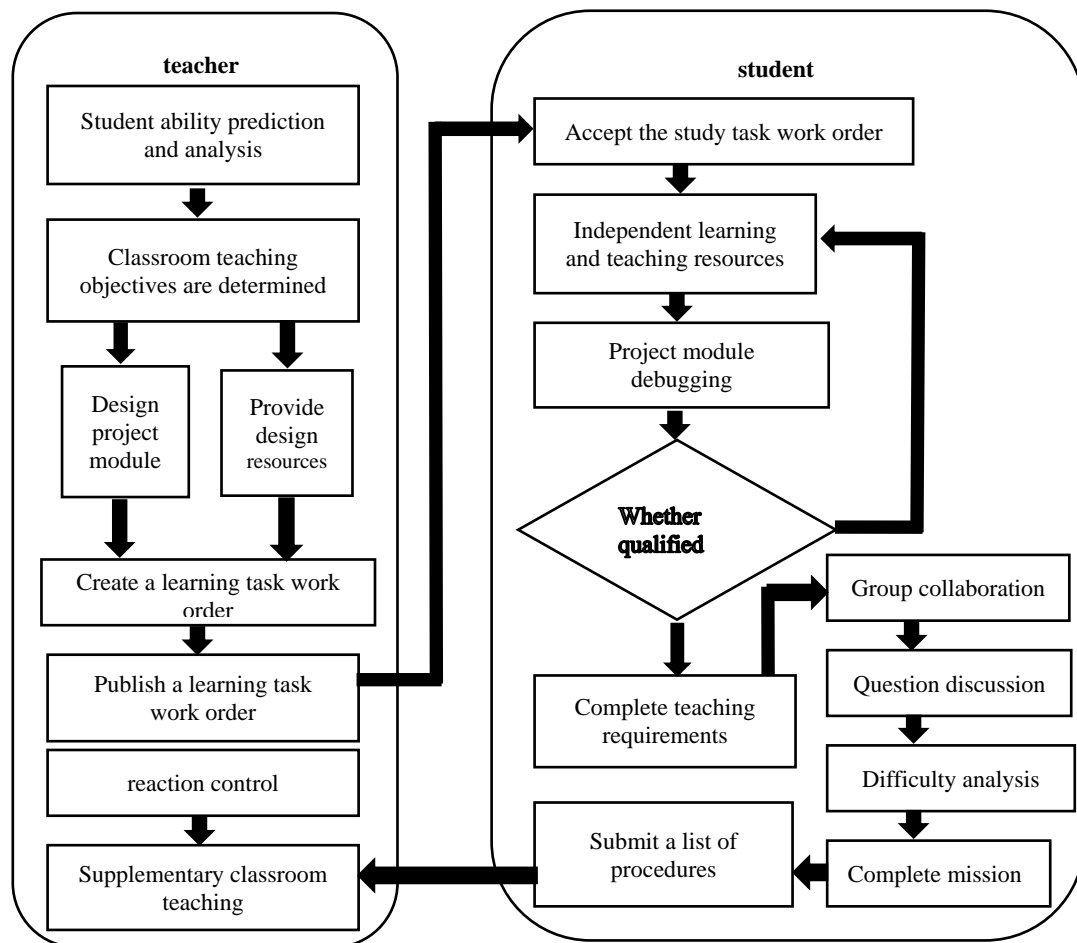 teacher
Student ability prediction
and analysis
Classroom teaching
objectives are determined
Design
project
module
Provide
design
resources
Create a learning task work
order
Publish a learning task
work order
reaction control
Supplementary classroom
teaching
student
Accept the study task work order
Independent learning
and teaching resources
Project module
debugging
Whether
qualified
Complete teaching
requirements
Group collaboration
Question discussion
Difficulty analysis
Complete mission
Submit a list of
procedures